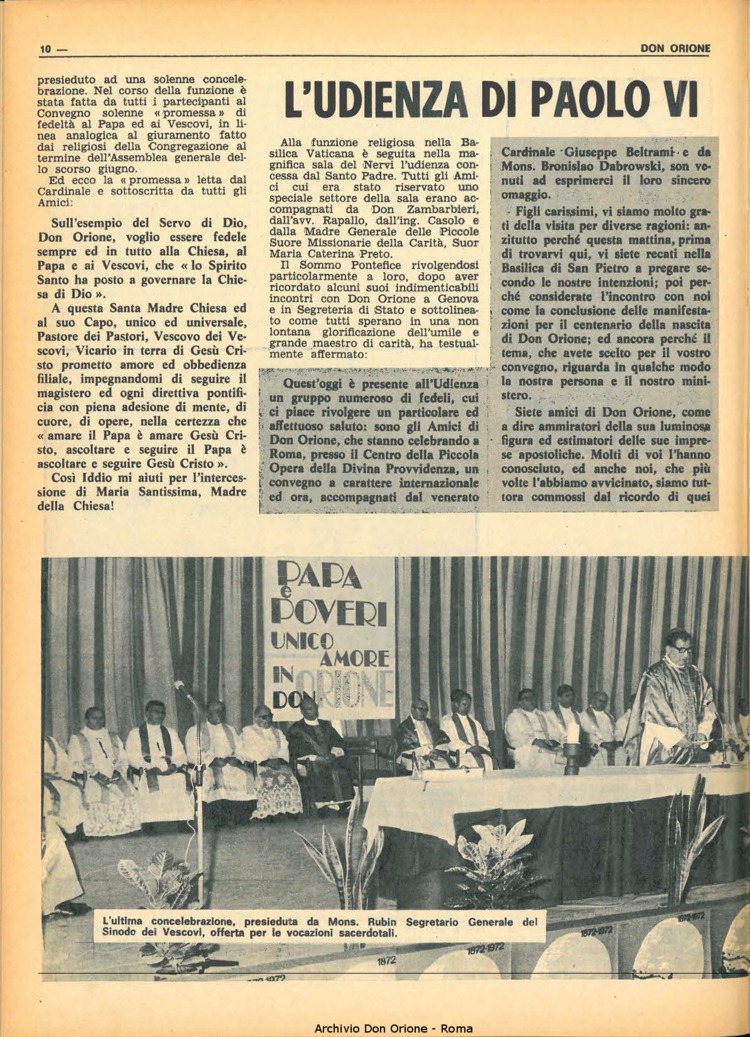 10 —
DON ORIONE
presieduto ad una solenne concele-
brazione. Nel corso della funzione è
stata fatta da tutti i partecipanti al
Convegno solenne «promessa» di
fedeltà al Papa ed ai Vescovi, in li-
nea analogica al giuramento fatto
dai religiosi della Congregazione al
termine dell'Assemblea generale del-
lo scorso giugno.
Ed ecco la «promessa» letta dal
Cardinale e sottoscritta da tutti gli
Amici:
Sull'esempio del Servo di Dio,
Don Orione, voglio essere fedele
sempre ed in tutto alla Chiesa, al
Papa e ai Vescovi, che « lo Spirito
Santo ha posto a governare la Chie-
sa di Dio ».
A questa Santa Madre Chiesa ed
al suo Capo, unico ed universale,
Pastore dei Pastori, Vescovo dei Ve-
scovi, Vicario in terra di Gesù Cri-
sto prometto amore ed obbedienza
filiale, impegnandomi di seguire il
magistero ed ogni direttiva pontifi-
cia con piena adesione di mente, di
cuore, di opere, nella certezza che
« amare il Papa è amare Gesù Cri-
sto, ascoltare e seguire il Papa è
ascoltare e seguire Gesù Cristo ».
Così Iddio mi aiuti per l'interces-
sione di Maria Santissima, Madre
della Chiesa!
L'UDIENZA DI PAOLO VI
Alla funzione religiosa nella Ba-
silica Vaticana è seguita nella ma-
gnifica sala del Nervi l'udienza con-
cessa dal Santo Padre. Tutti gli Ami-
ci cui era stato riservato uno
speciale settore della sala erano ac-
compagnati da Don Zambarbieri,
dall'avv. Rapallo, dall'ing. Casolo e
dalla Madre Generale delle Piccole
Suore Missionarie della Carità, Suor
Maria Caterina Preto.
Il Sommo Pontefice rivolgendosi
particolarmente a loro, dopo aver
ricordato alcuni suoi indimenticabili
incontri con Don Orione a Genova
e in Segreteria di Stato e sottolinea-
to come tutti sperano in una non
lontana glorificazione dell'umile e
grande maestro di carità, ha testual-
mente affermato:
Quest'oggi è presente all'Udienza
un gruppo numeroso di fedeli, cui
ci piace rivolgere un particolare ed
affettuoso saluto: sono gli Amici di
Don Orione, che stanno celebrando a
Roma, presso il Centro della Piccola
Opera della Divina Provvidenza, un
convegno a carattere internazionale
ed ora, accompagnati dal venerato
Cardinale Giuseppe Beltrami e da
Mons. Bronislao Dabrowski, son ve-
nuti ad esprimerci il loro sincero
omaggio.
Figli carissimi, vi siamo molto gra-
ti della visita per diverse ragioni: an-
zitutto perché questa mattina, prima
di trovarvi qui, vi siete recati nella
Basilica di San Pietro a pregare se-
condo le nostre intenzioni; poi per-
ché considerate l'incontro con noi
come la conclusione delle manifesta-
zioni per il centenario della nascita
di Don Orione; ed ancora perché il
tema, che avete scelto per il vostro
convegno, riguarda in qualche modo
la nostra persona e il nostro mini-
stero.
Siete amici di Don Orione, come
a dire ammiratori della sua luminosa
figura ed estimatori delle sue impre-
se apostoliche. Molti di voi l'hanno
conosciuto, ed anche noi, che più
volte l'abbiamo avvicinato, siamo tut-
tora commossi dal ricordo di quei
PAPA
e
POVERI
UNICO
AMORE
IN
DON ORIONE
L'ultima concelebrazione, presieduta da Mons. Rubin Segretario Generale del
Sinodo dei Vescovi, offerta per le vocazioni sacerdotali.
1872
1872-1972
1872-1972
1872-1972
Archivio Don Orione - Roma